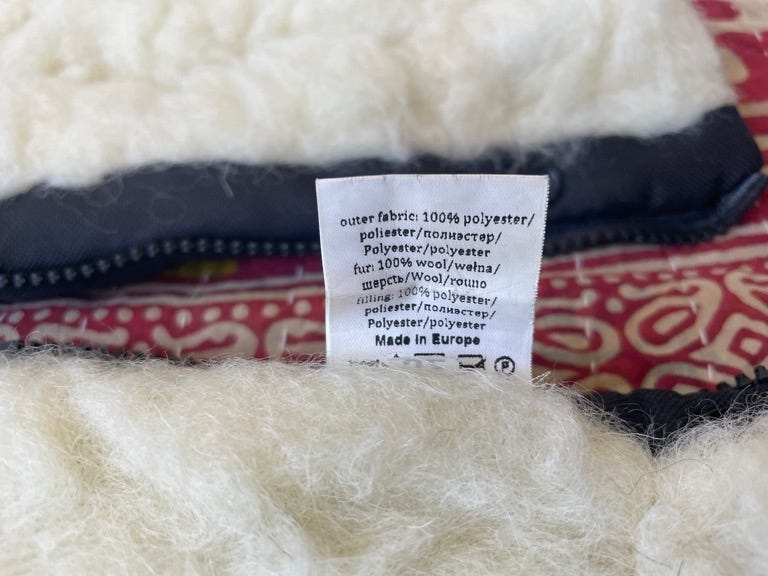 outer fabric: 100% polyester/
poliester/полиэстер/
Polyester/polyester
fur: 100% wool/wełna/
шерсть/Wool/rouno
filling: 100% polyester/
poliester/полиэстер/
Polyester/polyester
Made in Europe
P